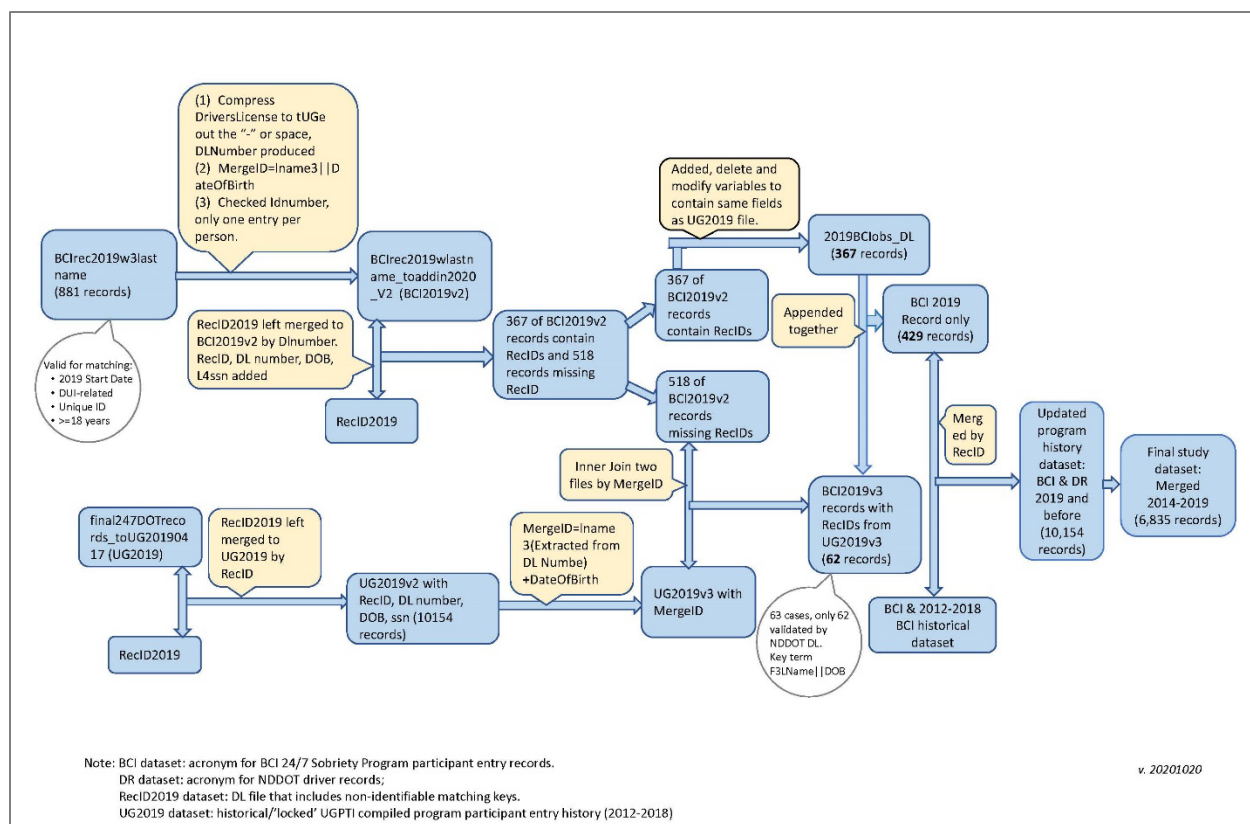 (1) Compress
DriversLicense to tUGe
out the “-” or space,
DLNumber produced
(2) MergeID=lname3||D
ateOfBirth
(3) Checked Idnumber,
only one entry per
person.
BCIrec2019w3last
name
(881 records)
Valid for matching:
• 2019 Start Date
• DUI-related
• Unique ID
• >=18 years
BCIrec2019wlastn
ame_toaddin2020
_V2 (BCI2019v2)
RecID2019 left merged to
BCI2019v2 by Dlnumber.
RecID, DL number, DOB,
L4ssn added
RecID2019
367 of BCI2019v2
records contain
RecIDs and 518
records missing
RecID
Added, delete and
modify variables to
contain same fields
as UG2019 file.
367 of
BCI2019v2
records
contain RecIDs
518 of
BCI2019v2
records
missing RecIDs
2019BCIobs_DL
(367 records)
Appended
together
BCI 2019
Record only
(429 records)
Merg
ed by
RecID
Updated
program
history
dataset:
BCI & DR
2019 and
before
(10,154
records)
Final study
dataset:
Merged
2014-2019
(6,835 records)
final247DOTreco
rds_toUG201904
17 (UG2019)
RecID2019 left
merged to
UG2019 by
RecID
RecID2019
UG2019v2 with
RecID, DL number,
DOB, ssn (10154
records)
MergeID=lname
3(Extracted from
DL Numbe)
+DateOfBirth
Inner Join two
files by MergeID
UG2019v3 with
MergeID
BCI2019v3
records with
RecIDs from
UG2019v3
(62 records)
63 cases, only 62
validated by
NDDOT DL.
Key term
F3LName||DOB
BCI & 2012-2018
BCI historical
dataset
Note: BCI dataset: acronym for BCI 24/7 Sobriety Program participant entry records.
DR dataset: acronym for NDDOT driver records;
RecID2019 dataset: DL file that includes non-identifiable matching keys.
UG2019 dataset: historical/‘locked’ UGPTI compiled program participant entry history (2012-2018)
v. 20201020